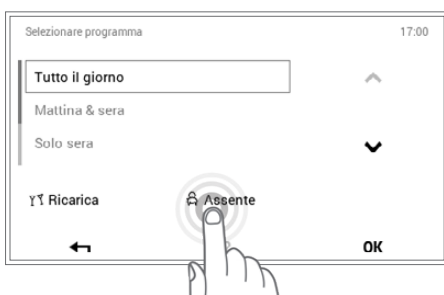 Selezionare programma 17:00
Tutto il giorno
Mattina & sera
Solo sera
Ricarica Assente
OK